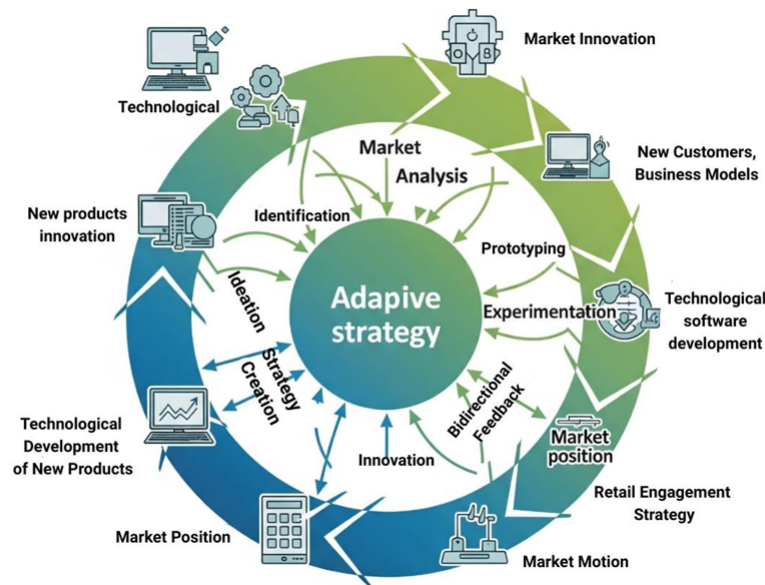 Market Innovation
Technological
New Customers,
Business Models
Market
Analysis
Identification
New products
innovation
Prototyping
Ideation
Adapive
strategy
Experimentation
Technological
software
development
Strategy
Creation
Bidirectional
Feedback
Technological
Development
of New Products
Market
position
Innovation
Retail Engagement
Strategy
Market Position
Market Motion